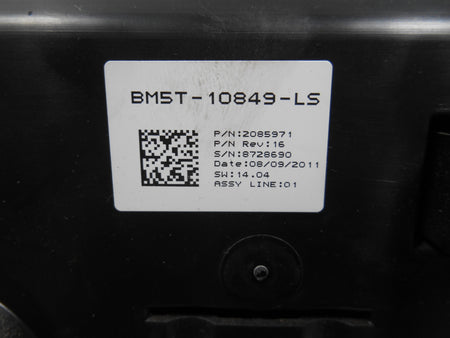 BM5T-10849-LS
P/N:2085971
P/N Rev:16
S/N:8728690
Date:08/09/2011
SW:14.04
ASSY LINE:01